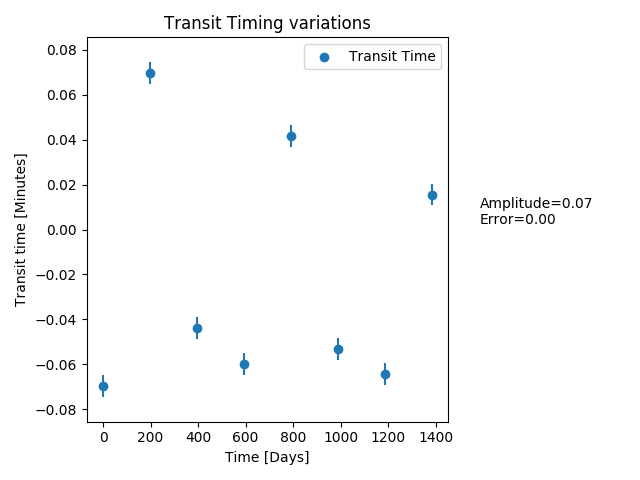 Transit Timing variations
Transit Time
Transit time [Minutes]
0.08
0.06
0.04
0.02
0.00
−0.02
−0.04
−0.06
−0.08
0 200 400 600 800 1000 1200 1400
Time [Days]
Amplitude=0.07
Error=0.00